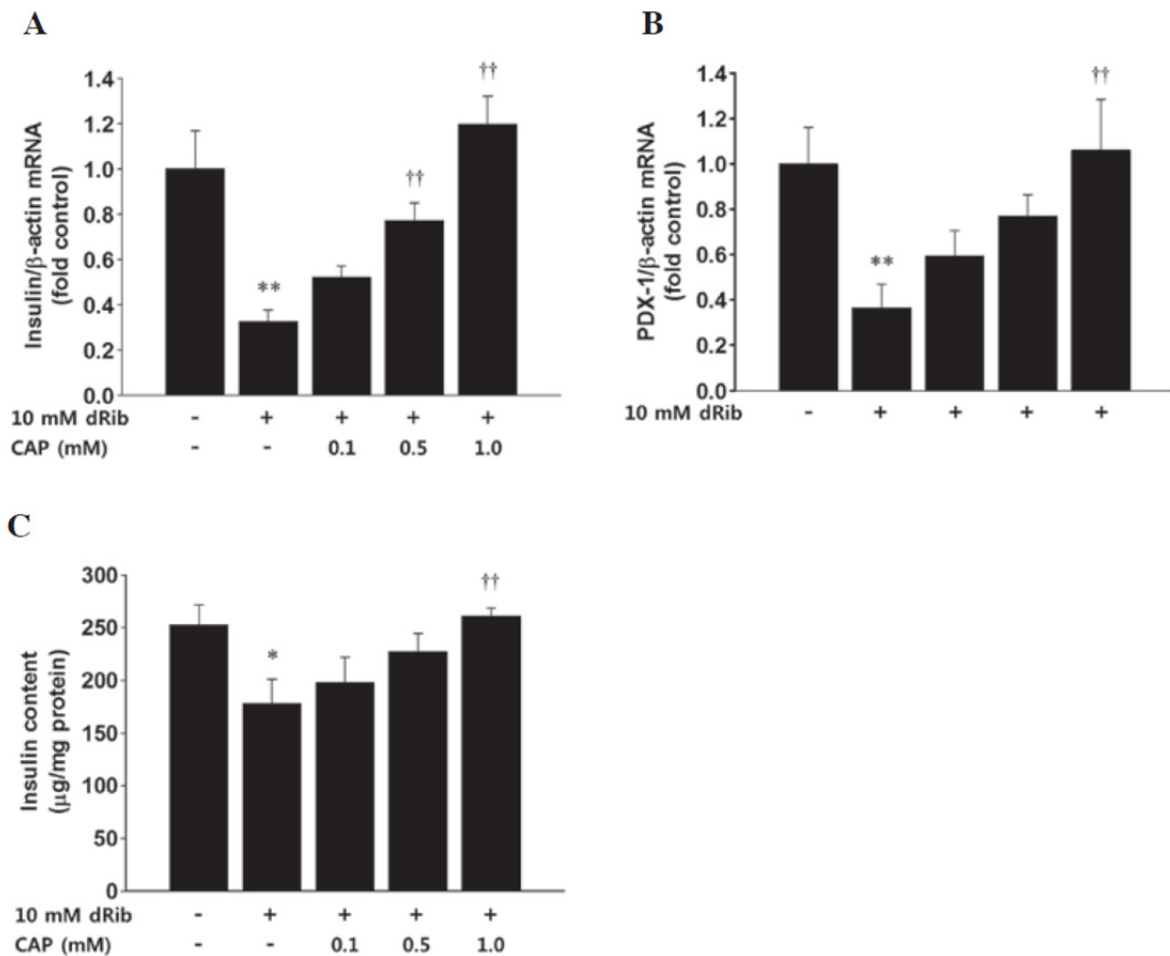 A
Insulin/β-actin mRNA
(fold control)
1.4
1.2
1.0
0.8
0.6
0.4
0.2
0.0
**
††
††
10 mM dRib - + + + +
CAP (mM) - - 0.1 0.5 1.0
B
PDX-1/β-actin mRNA
(fold control)
1.4
1.2
1.0
0.8
0.6
0.4
0.2
0.0
**
††
10 mM dRib - + + + +
C
Insulin content
(μg/mg protein)
300
250
200
150
100
50
0
*
††
10 mM dRib - + + + +
CAP (mM) - - 0.1 0.5 1.0